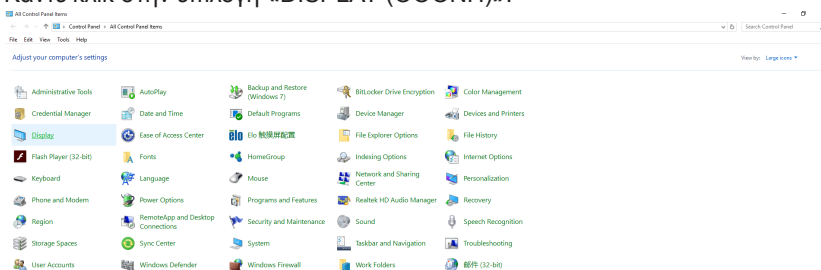 Κάντε κλικ στην επιλογή «DISPLAY (ΟΘΟΝΗ)».
All Control Panel Items
Control Panel > All Control Panel Items
Search Control Panel
File Edit View Tools Help
Adjust your computer's settings
View by: Large icons
Administrative Tools
AutoPlay
Backup and Restore
(Windows 7)
BitLocker Drive Encryption
Color Management
Credential Manager
Date and Time
Default Programs
Device Manager
Devices and Printers
Display
Ease of Access Center
Elo 触摸屏配置
File Explorer Options
File History
Flash Player (32-bit)
Fonts
HomeGroup
Indexing Options
Internet Options
Keyboard
Language
Mouse
Network and Sharing
Center
Personalization
Phone and Modem
Power Options
Programs and Features
Realtek HD Audio Manager
Recovery
Region
RemoteApp and Desktop
Connections
Security and Maintenance
Sound
Speech Recognition
Storage Spaces
Sync Center
System
Taskbar and Navigation
Troubleshooting
User Accounts
Windows Defender
Windows Firewall
Work Folders
邮件 (32-bit)